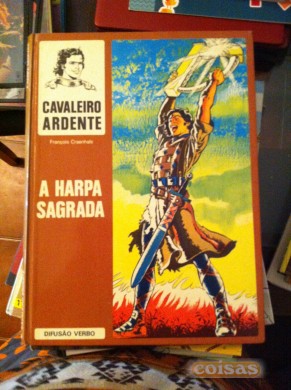 CAVALEIRO
ARDENTE
François Craenhals
A HARPA
SAGRADA
DIFUSÃO VERBO
coisas